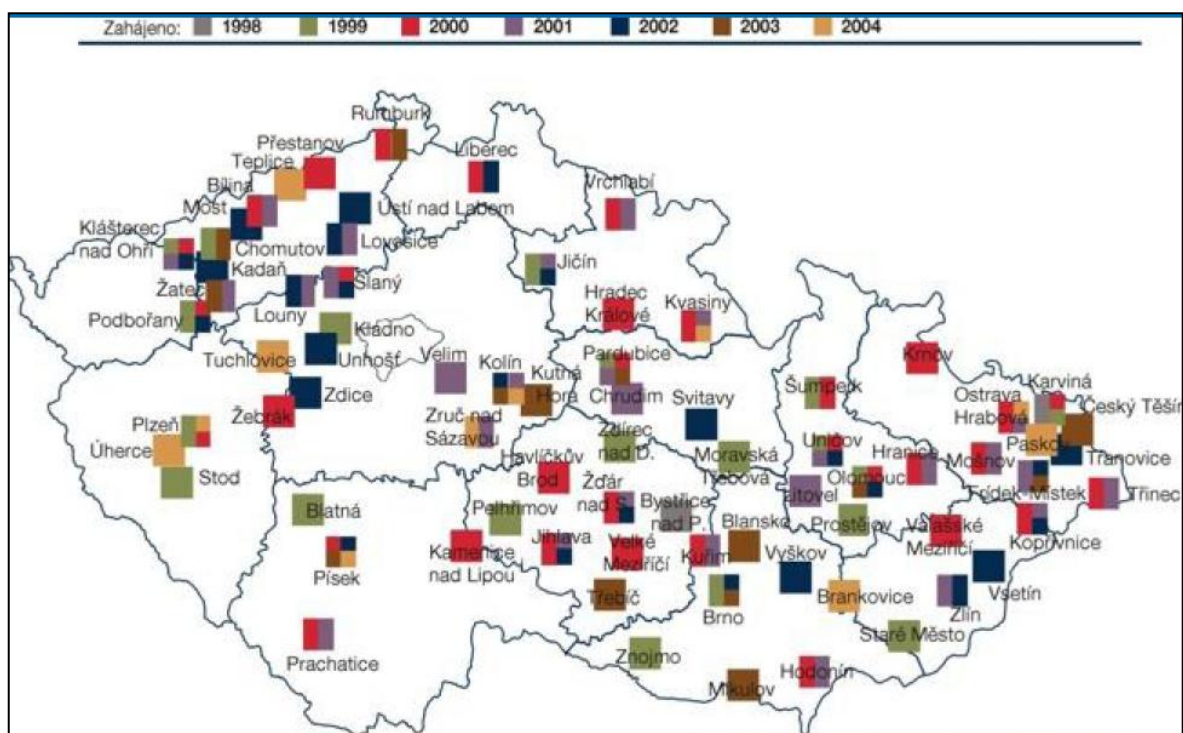 Zahájeno: 1998 1999 2000 2001 2002 2003 2004
Rumburk
Přestanov
Teplice
Liberec
Bílina
Vrchlabí
Most
Ústí nad Labem
Klášterec
nad Ohří
Chomutov
Lovosice
Kadaň
Jičín
Žatec
Slaný
Hradec
Králové
Kvasiny
Podbořany
Louny
Kladno
Tuchlovice
Unhošť
Velim
Kolín
Kutná
Hora
Pardubice
Chrudim
Krnov
Šumperk
Ostrava
Hrabová
Karviná
Český Těšín
Zdice
Svitavy
Žebrák
Zruč nad
Sázavou
Plzeň
Úherce
Zdírec
nad D.
Moravská
Třebová
Uničov
Hranice
Mošnov
Paskov
Třanovice
Stod
Havlíčkův
Brod
Žďár
nad S.
Bystřice
nad P.
Litovel
Olomouc
Frídek-Místek
Třinec
Blatná
Pelhřimov
Blansko
Prostějov
Valašské
Meziříčí
Kopřivnice
Písek
Kamenice
nad Lipou
Jihlava
Velké
Meziříčí
Kuřim
Vyškov
Vsetín
Třebíč
Brno
Brankovice
Zlín
Prachatice
Staré Město
Znojmo
Hodonín
Mikulov